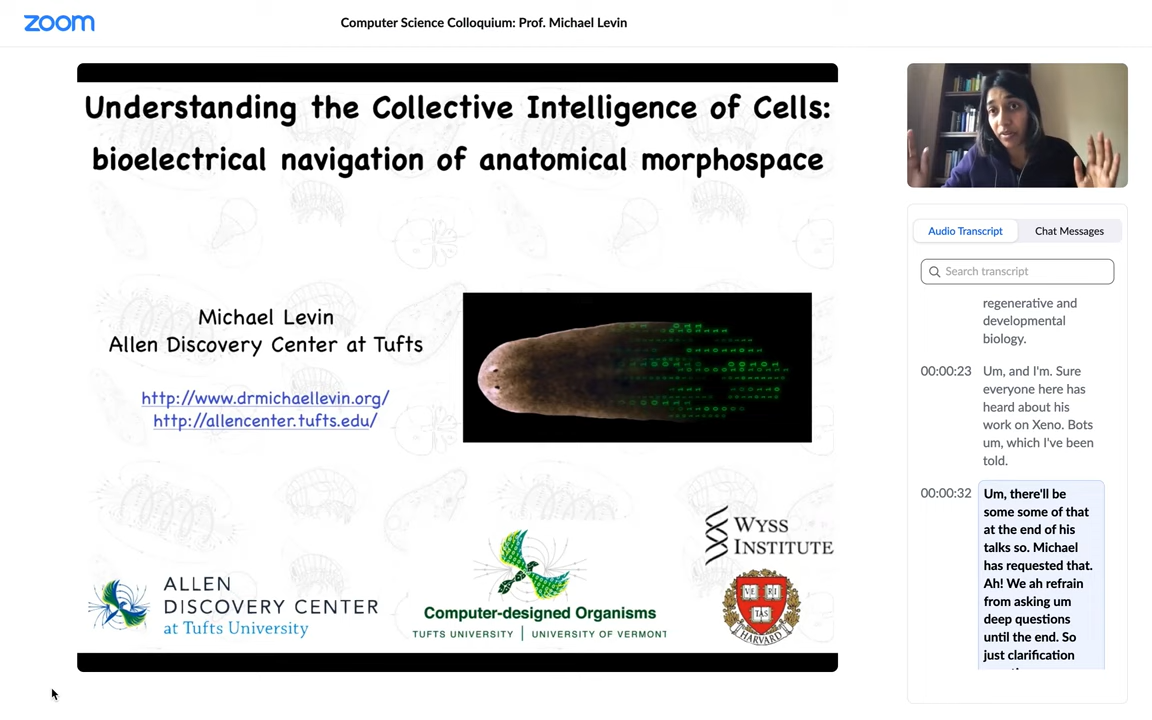 zoom
Computer Science Colloquium: Prof. Michael Levin
Understanding the Collective Intelligence of Cells:
bioelectrical navigation of anatomical morphospace
Michael Levin
Allen Discovery Center at Tufts
http://www.drmichaellevin.org/
http://allencenter.tufts.edu/
ALLEN
DISCOVERY CENTER
at Tufts University
Computer-designed Organisms
TUFTS UNIVERSITY | UNIVERSITY OF VERMONT
WYSS
INSTITUTE
VE RI
TAS
HARVARD
Audio Transcript
Chat Messages
Search transcript
regenerative and
developmental
biology.
00:00:23
Um, and I'm. Sure
everyone here has
heard about his
work on Xeno. Bots
um, which I've been
told.
00:00:32
Um, there'll be
some some of that
at the end of his
talks so. Michael
has requested that.
Ah! We ah refrain
from asking um
deep questions
until the end. So
just clarification